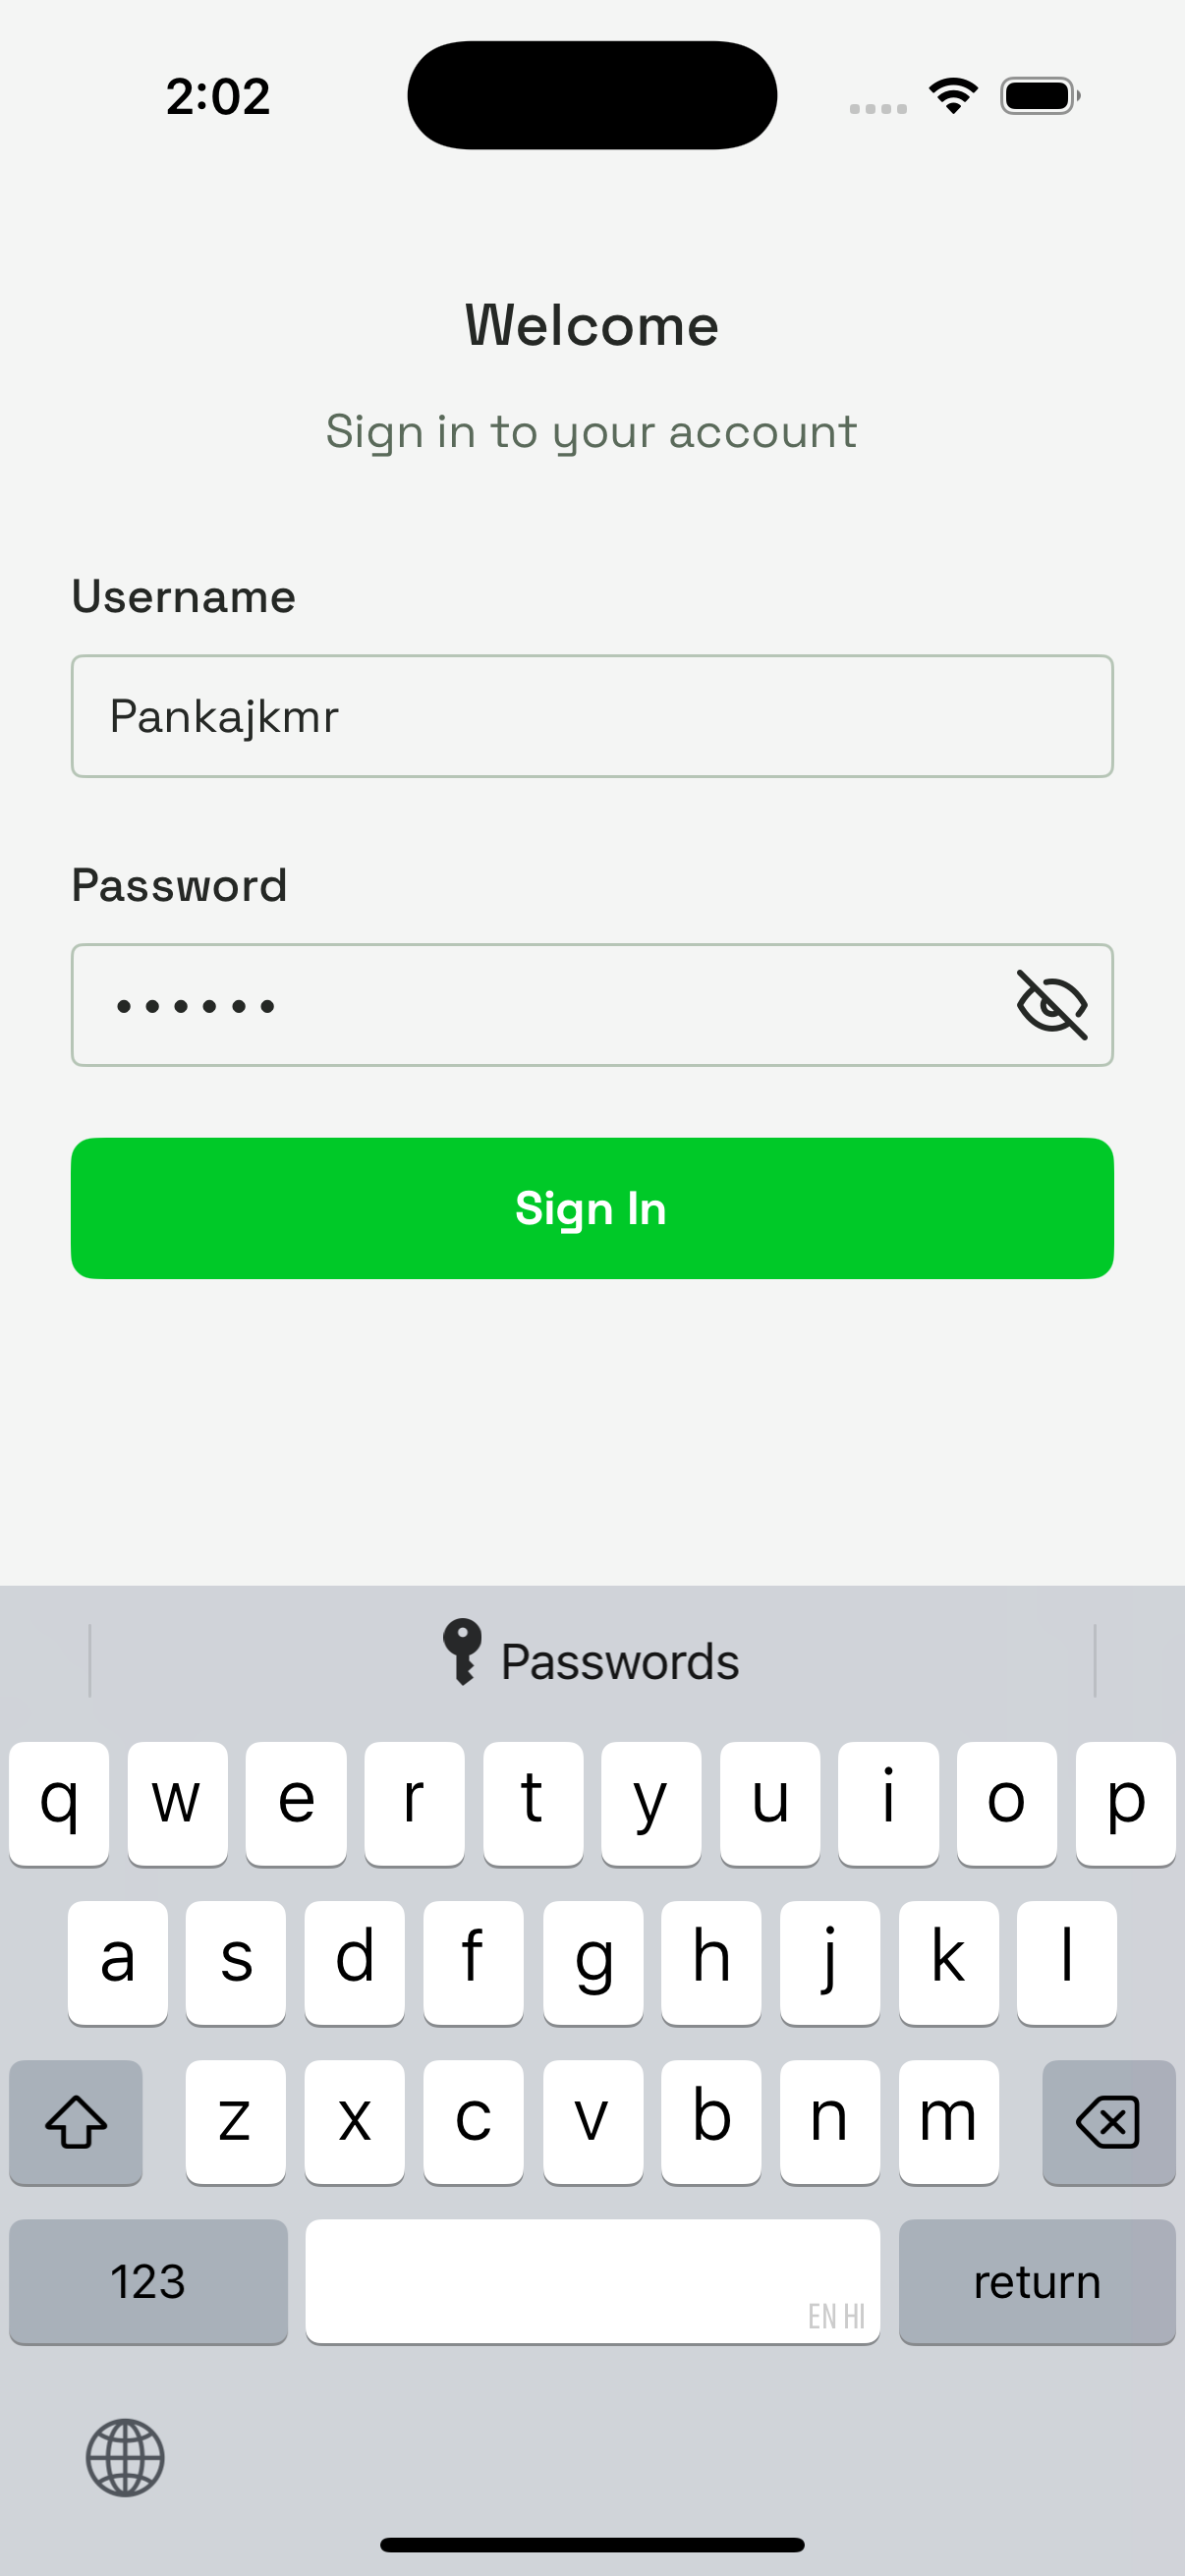 2:02
Welcome
Sign in to your account
Username
Pankajkmr
Password
••••••
Sign In
Passwords
q w e r t y u i o p
a s d f g h j k l
z x c v b n m
123 EN HI return